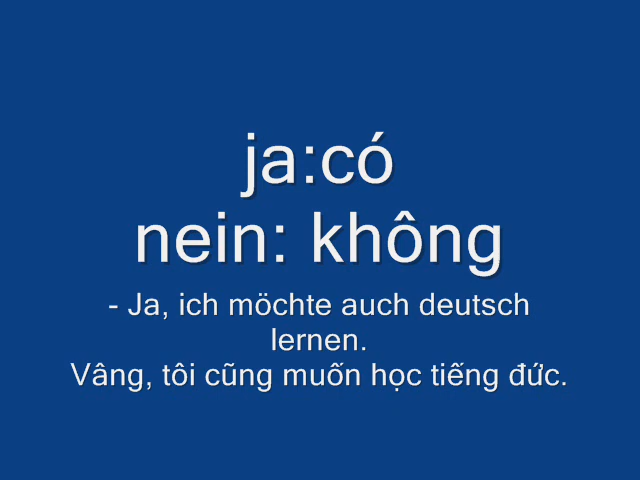 ja:có
nein: không
- Ja, ich möchte auch deutsch
lernen.
Vâng, tôi cũng muốn học tiếng đức.